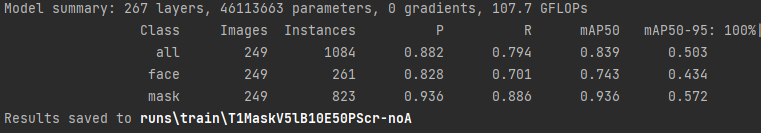 Model summary: 267 layers, 46113663 parameters, 0 gradients, 107.7 GFLOPs
Class Images Instances P R mAP50 mAP50-95: 100%
all 249 1084 0.882 0.794 0.839 0.503
face 249 261 0.828 0.701 0.743 0.434
mask 249 823 0.936 0.886 0.936 0.572
Results saved to runs\train\T1MaskV5lB10E50PScr-noA